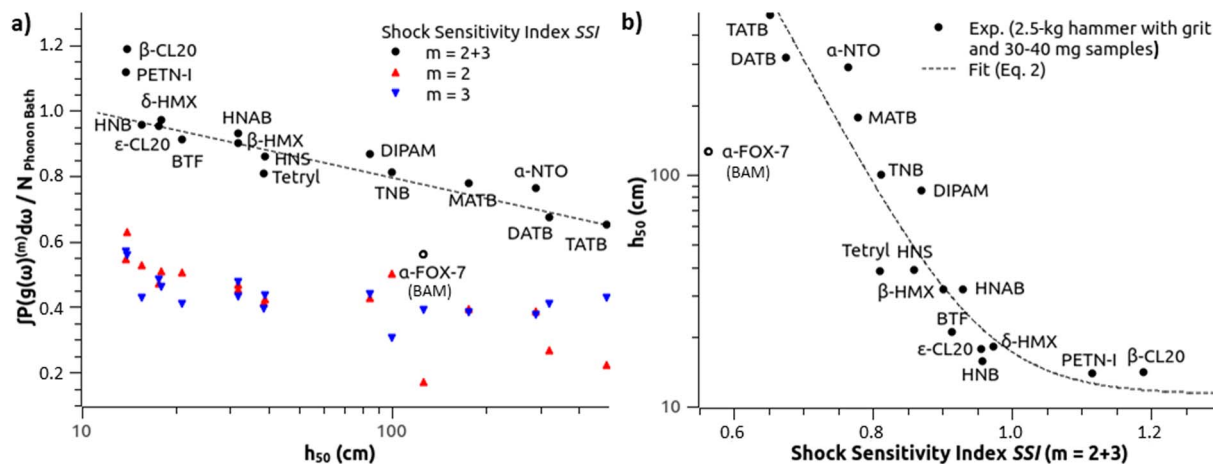 a)
1.2
1.0
0.8
0.6
0.4
0.2
∫P(g(ω)⁽ᵐ⁾dω / N Phonon Bath
10
100
h₅₀ (cm)
Shock Sensitivity Index SSI
m = 2+3
m = 2
m = 3
β-CL20
PETN-I
δ-HMX
HNB
ε-CL20
BTF
HNAB
β-HMX
HNS
Tetryl
DIPAM
TNB
α-NTO
MATB
DATB
TATB
α-FOX-7
(BAM)
b)
100
10
h₅₀ (cm)
0.6
0.8
1.0
1.2
Shock Sensitivity Index SSI (m = 2+3)
Exp. (2.5-kg hammer with grit
and 30-40 mg samples)
Fit (Eq. 2)
TATB
DATB
α-NTO
MATB
α-FOX-7
(BAM)
TNB
DIPAM
Tetryl
HNS
β-HMX
HNAB
BTF
ε-CL20
δ-HMX
HNB
PETN-I
β-CL20